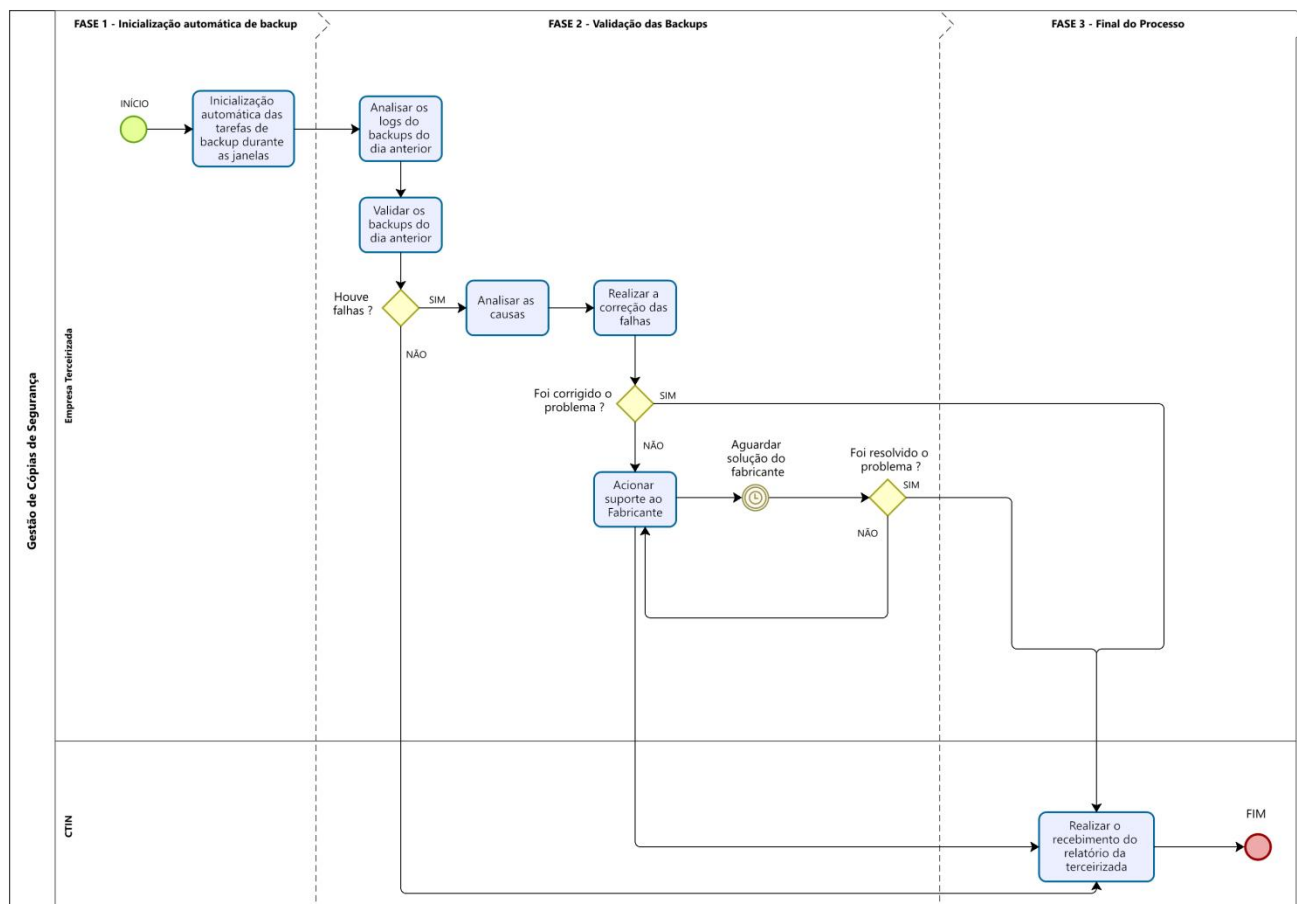 FASE 1 - Inicialização automática de backup
FASE 2 - Validação das Backups
FASE 3 - Final do Processo
Gestão de Cópias de Segurança
Empresa Terceirizada
INÍCIO
Inicialização
automática das
tarefas de
backup durante
as janelas
Analisar os
logs do
backups do
dia anterior
Validar os
backups do
dia anterior
Houve
falhas ?
SIM
NÃO
Analisar as
causas
Realizar a
correção das
falhas
Foi corrigido o
problema ?
SIM
NÃO
Acionar
suporte ao
Fabricante
Aguardar
solução do
fabricante
Foi resolvido o
problema ?
SIM
NÃO
CTIN
Realizar o
recebimento do
relatório da
terceirizada
FIM